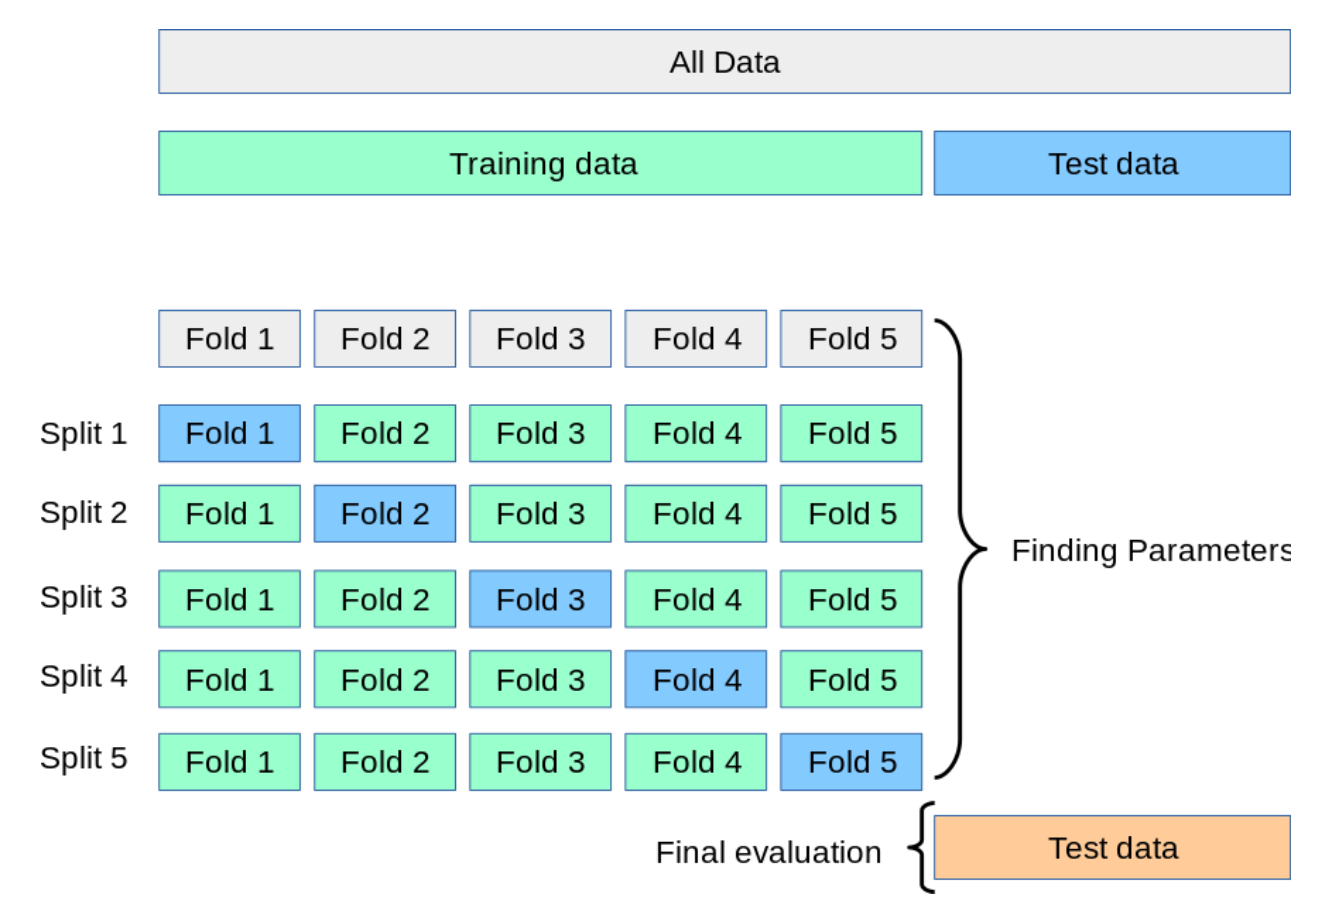 All Data
Training data Test data
Fold 1 Fold 2 Fold 3 Fold 4 Fold 5
Split 1 Fold 1 Fold 2 Fold 3 Fold 4 Fold 5
Split 2 Fold 1 Fold 2 Fold 3 Fold 4 Fold 5
Finding Parameters
Split 3 Fold 1 Fold 2 Fold 3 Fold 4 Fold 5
Split 4 Fold 1 Fold 2 Fold 3 Fold 4 Fold 5
Split 5 Fold 1 Fold 2 Fold 3 Fold 4 Fold 5
Final evaluation Test data